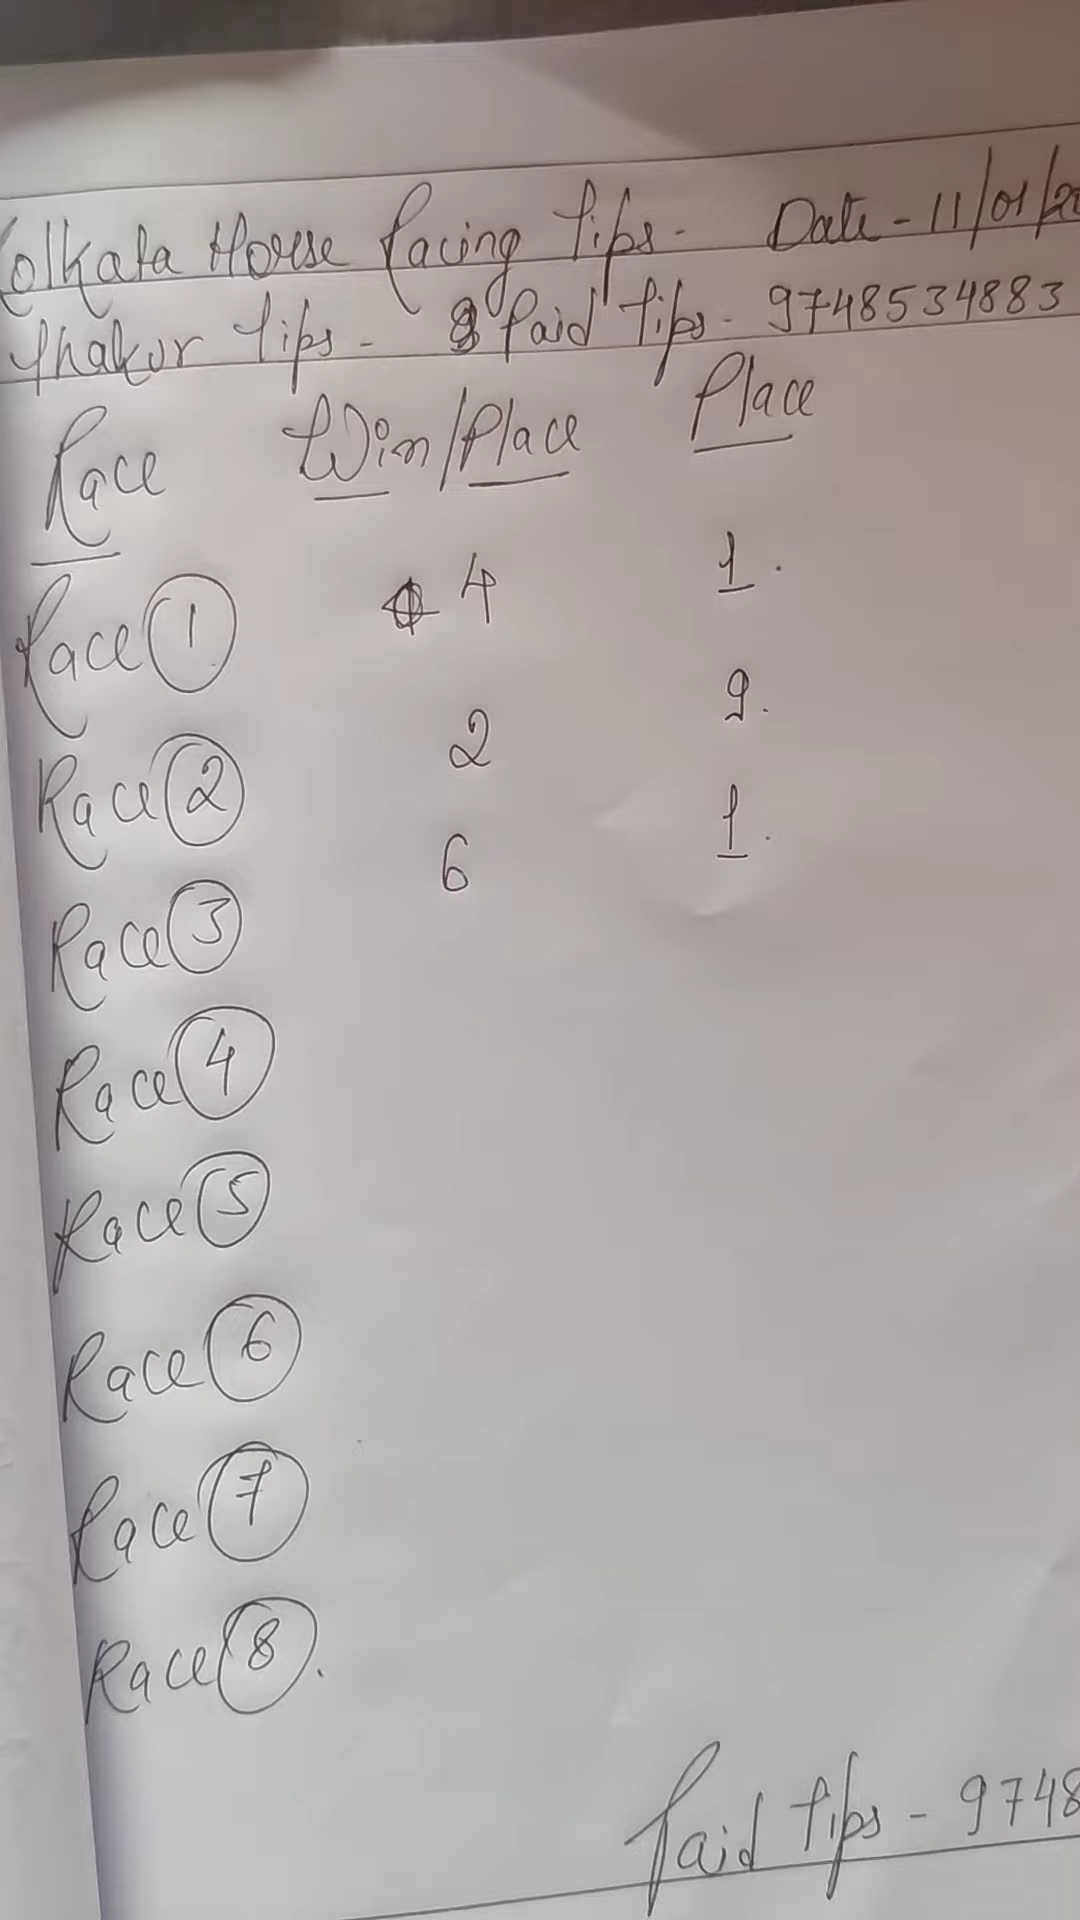 Kolkata Horse Racing Tips - Date - 11/01/2
Thakur Tips - Paid Tips - 9748534883
Race Win/Place Place
Race 1 4 1.
Race 2 2 9.
Race 3 6 1.
Race 4
Race 5
Race 6
Race 7
Race 8.
Paid Tips - 9748